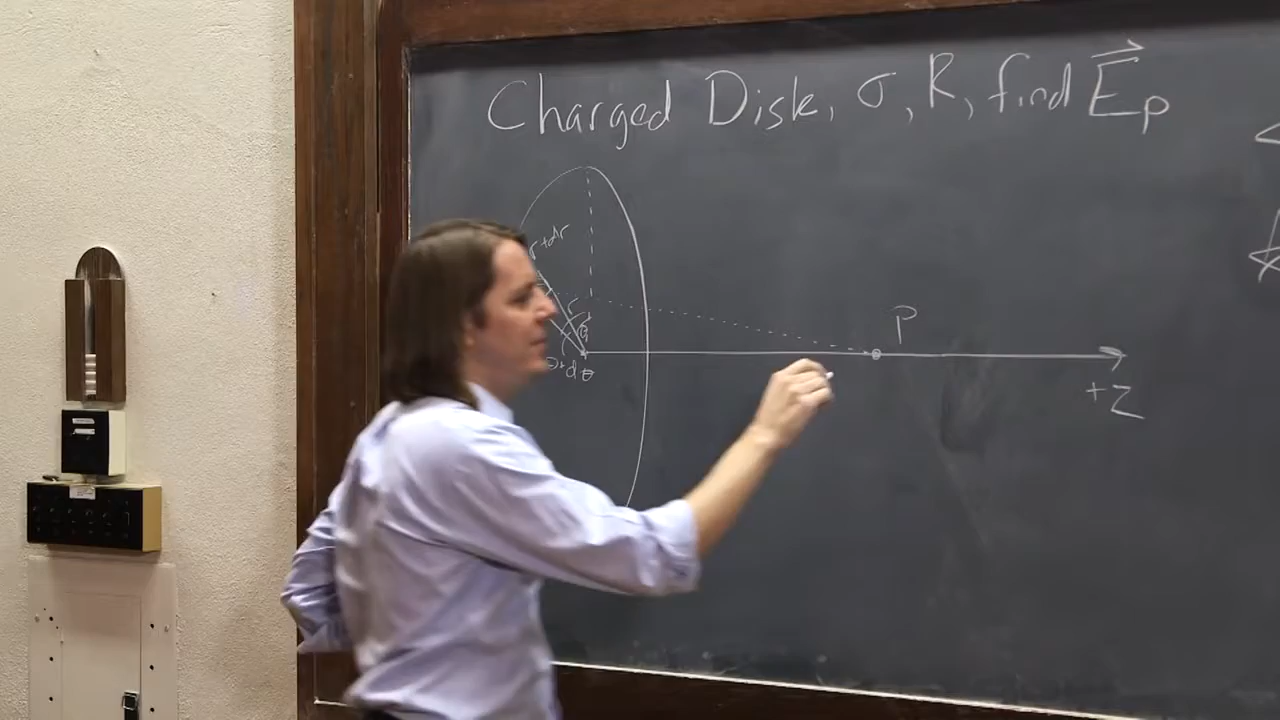 Charged Disk, σ, R, find E⃗p
r+dr
r
θ
P
θ+dθ
+z